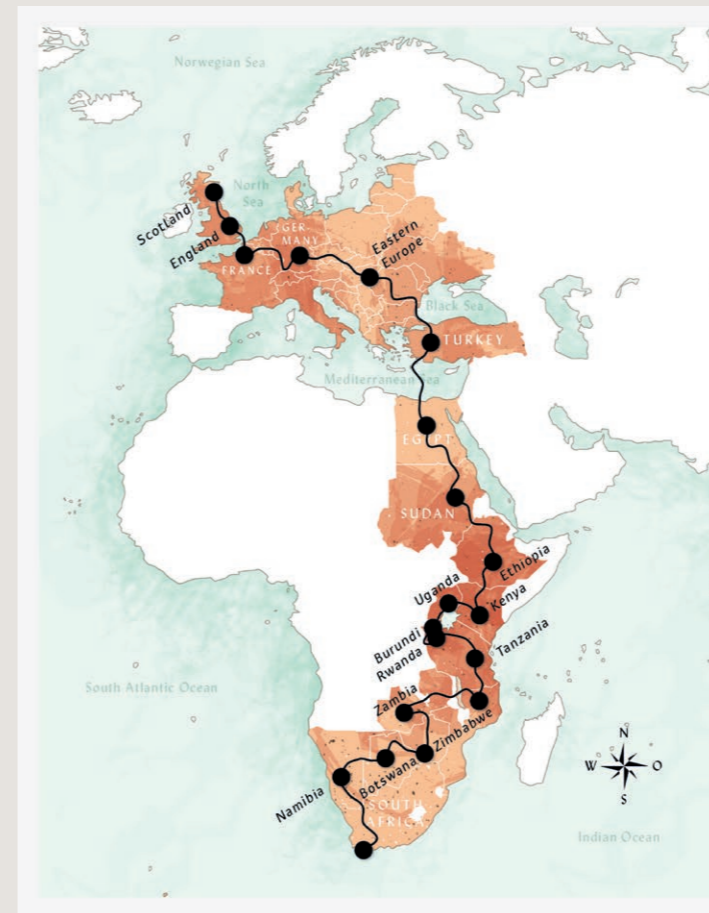 Norwegian Sea
North
Sea
Scotland
England
GER-
MANY
FRANCE
Eastern
Europe
Black Sea
TURKEY
Mediterranean Sea
EGYPT
SUDAN
Ethiopia
Uganda
Kenya
Burundi
Rwanda
Tanzania
South Atlantic Ocean
Zambia
Zimbabwe
Botswana
Namibia
SOUTH
AFRICA
N
W O
S
Indian Ocean